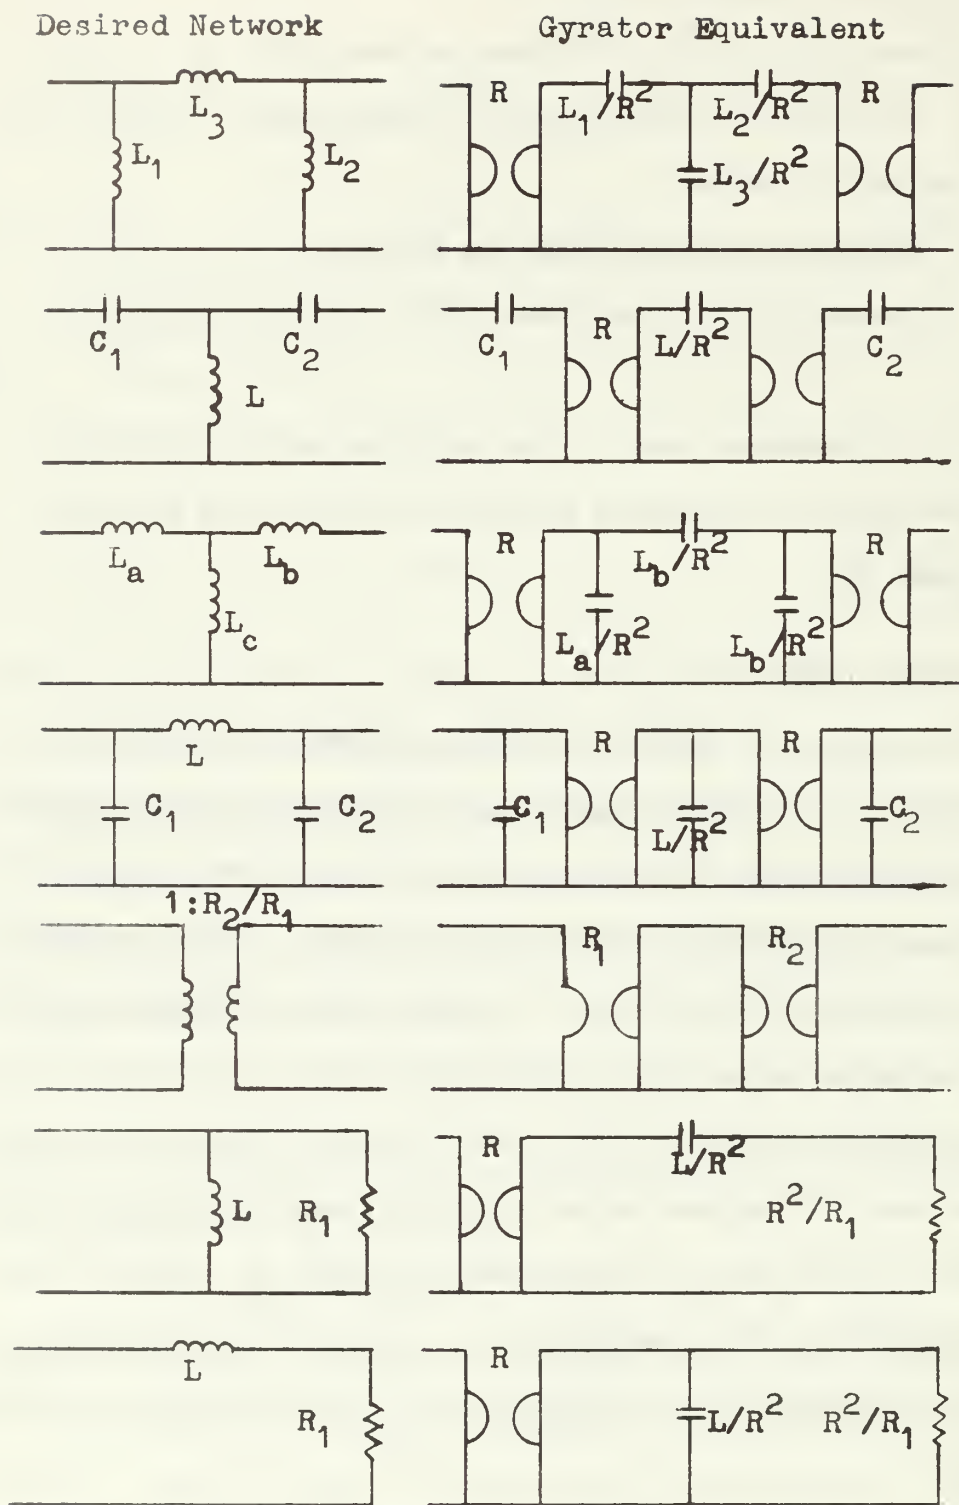 Desired Network Gyrator Equivalent
L3 R L1/R² L2/R² R
L1 L2 L3/R²
C1 C2 C1 R L/R² C2
L
R Lb/R² R
La Lb
Lc La/R² Lb/R²
L R R
C1 C2 C1 L/R² C2
1:R2/R1
R1 R2
R L/R²
L R1 R²/R1
L R
R1 L/R² R²/R1